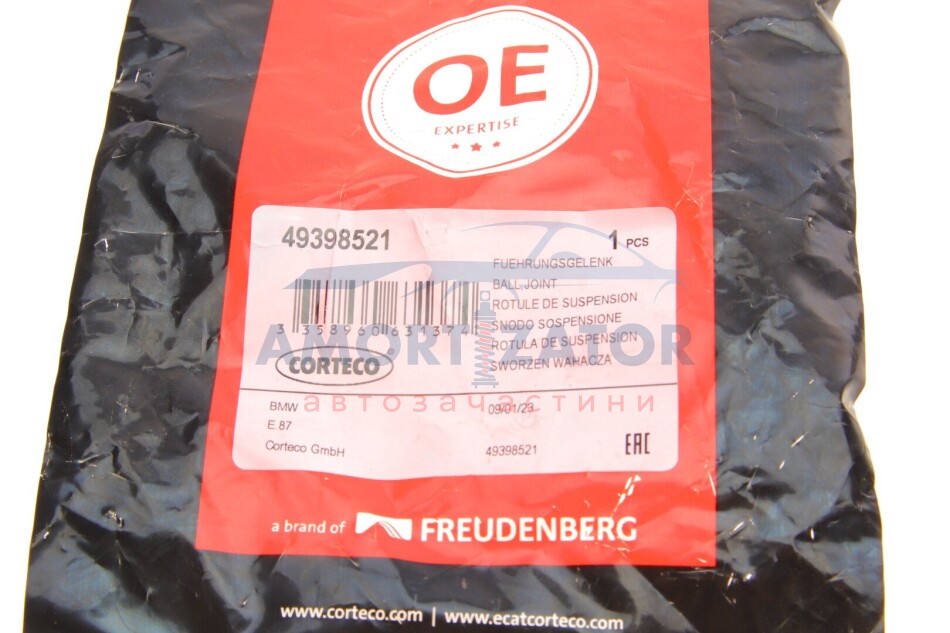 OE
EXPERTISE
49398521
1 PCS
FUEHRUNGSGELENK
BALL JOINT
ROTULE DE SUSPENSION
SNODO SOSPENSIONE
ROTULA DE SUSPENSION
SWORZEN WAHACZA
3 358960 631374
AMORTIZATOR
CORTECO
автозачастини
BMW
09/01/23
E 87
Corteco GmbH
49398521
EAC
a brand of FREUDENBERG
www.corteco.com | www.ecatcorteco.com